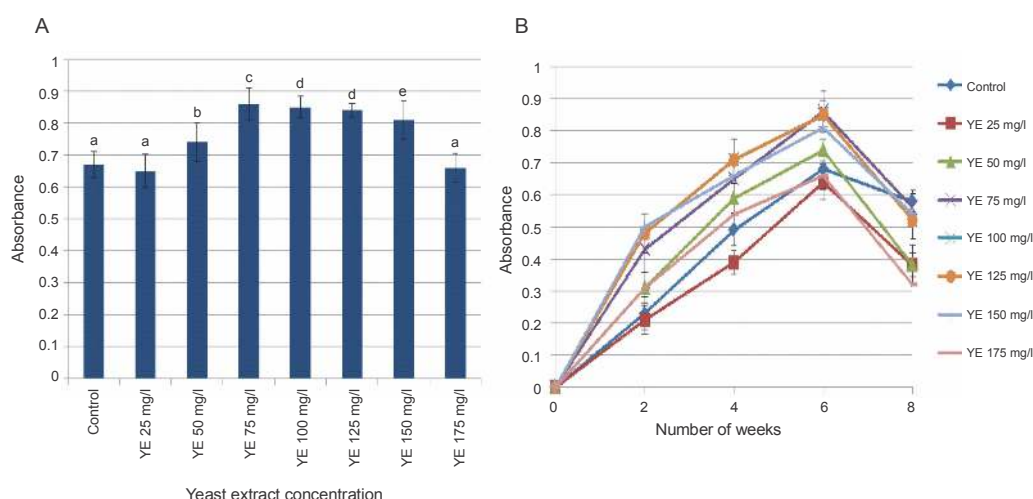 A
Absorbance
1
0.9
0.8
0.7
0.6
0.5
0.4
0.3
0.2
0.1
0
a
a
b
c
d
d
e
a
Control
YE 25 mg/l
YE 50 mg/l
YE 75 mg/l
YE 100 mg/l
YE 125 mg/l
YE 150 mg/l
YE 175 mg/l
Yeast extract concentration
B
Absorbance
1
0.9
0.8
0.7
0.6
0.5
0.4
0.3
0.2
0.1
0
0
2
4
6
8
Number of weeks
Control
YE 25 mg/l
YE 50 mg/l
YE 75 mg/l
YE 100 mg/l
YE 125 mg/l
YE 150 mg/l
YE 175 mg/l